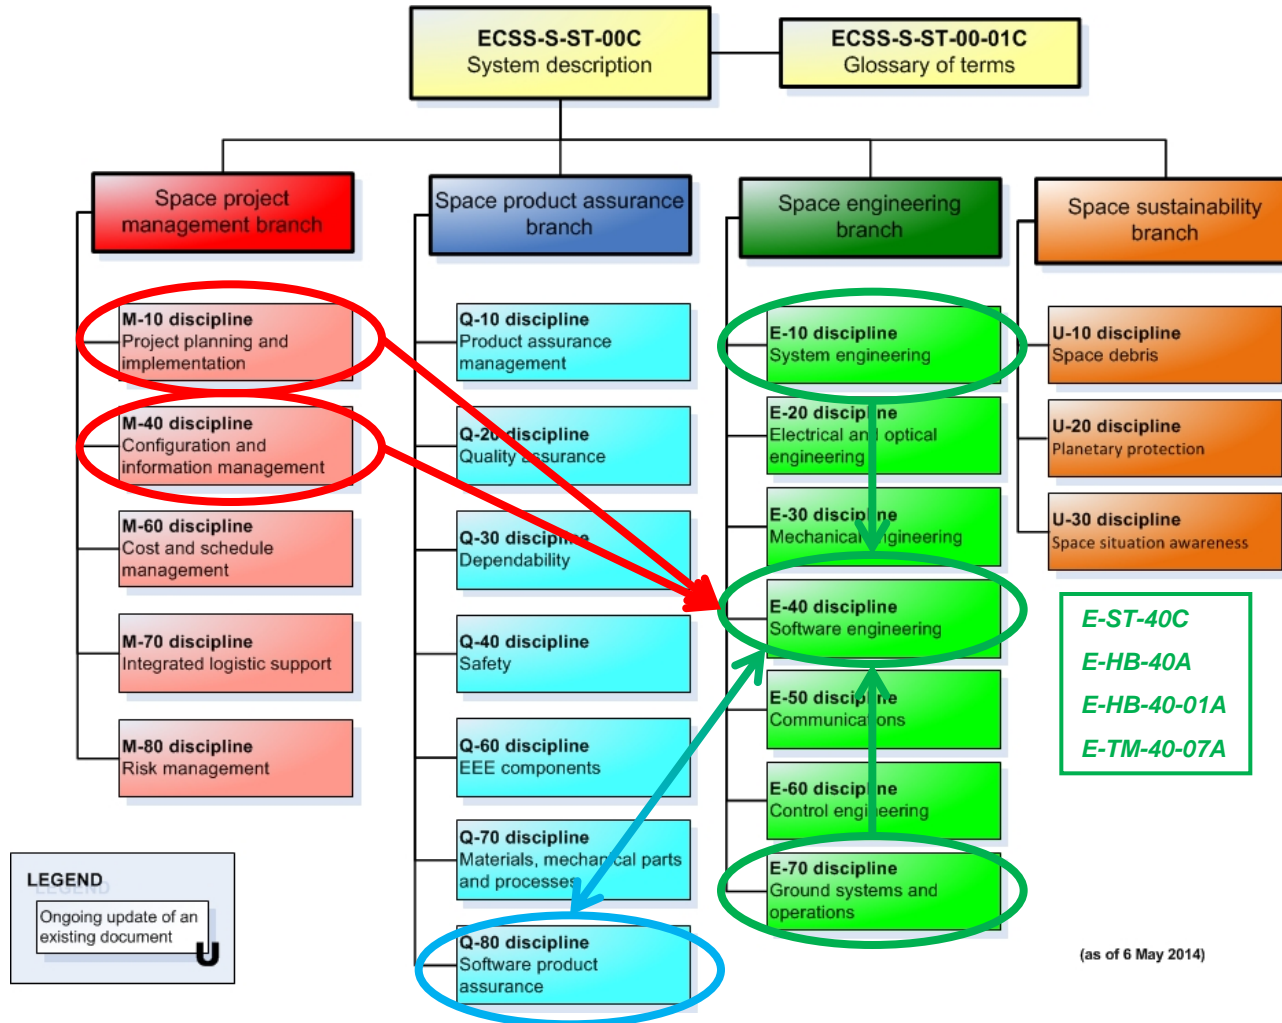 ECSS-S-ST-00C
System description
ECSS-S-ST-00-01C
Glossary of terms
Space project
management branch
Space product assurance
branch
Space engineering
branch
Space sustainability
branch
M-10 discipline
Project planning and
implementation
M-40 discipline
Configuration and
information management
M-60 discipline
Cost and schedule
management
M-70 discipline
Integrated logistic support
M-80 discipline
Risk management
Q-10 discipline
Product assurance
management
Q-20 discipline
Quality assurance
Q-30 discipline
Dependability
Q-40 discipline
Safety
Q-60 discipline
EEE components
Q-70 discipline
Materials, mechanical parts
and processes
Q-80 discipline
Software product
assurance
E-10 discipline
System engineering
E-20 discipline
Electrical and optical
engineering
E-30 discipline
Mechanical engineering
E-40 discipline
Software engineering
E-50 discipline
Communications
E-60 discipline
Control engineering
E-70 discipline
Ground systems and
operations
U-10 discipline
Space debris
U-20 discipline
Planetary protection
U-30 discipline
Space situation awareness
E-ST-40C
E-HB-40A
E-HB-40-01A
E-TM-40-07A
LEGEND
LEGEND
Ongoing update of an
existing document
U
(as of 6 May 2014)